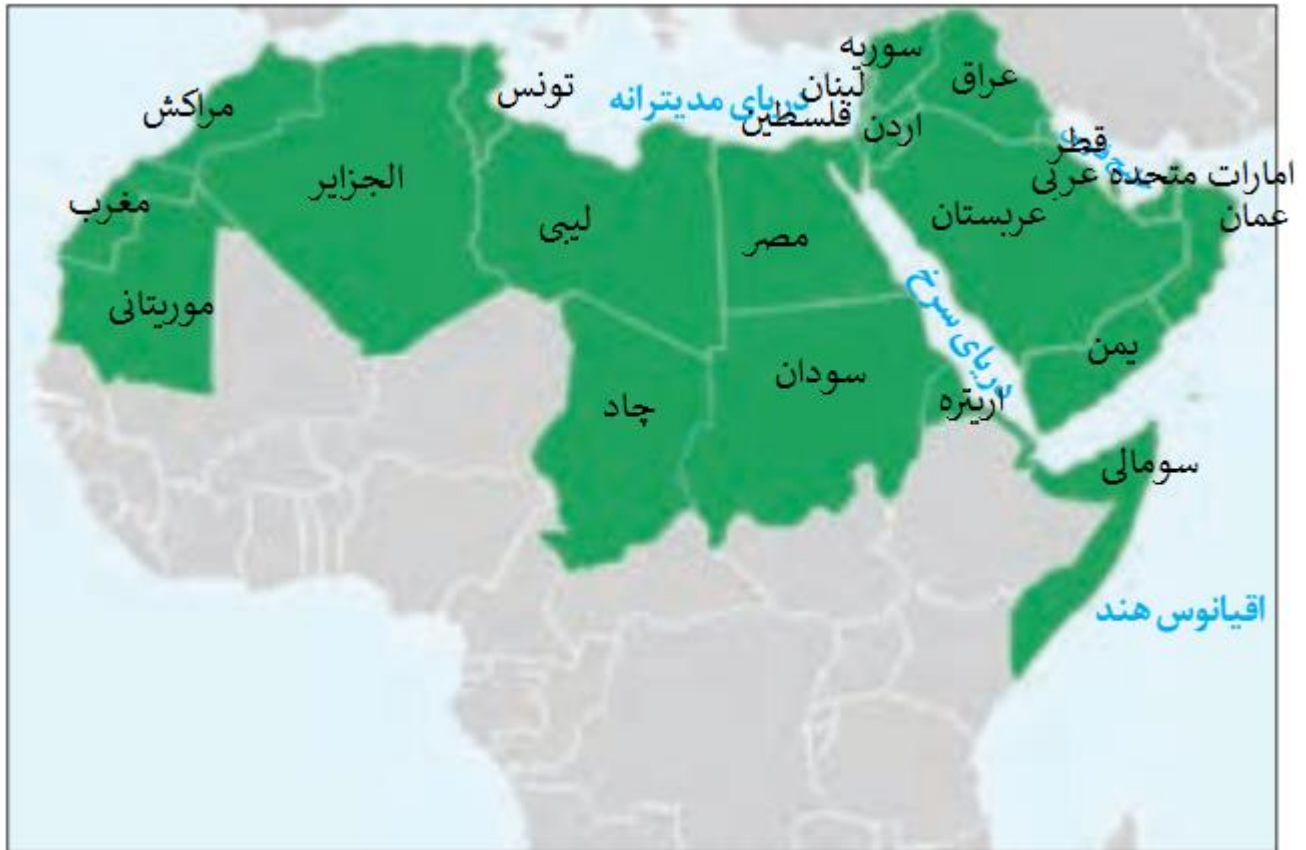 سوریه
لبنان
دریای مدیترانه
فلسطین
عراق
اردن
تونس
مراکش
قطر
امارات متحده عربی
عمان
عربستان
الجزایر
لیبی
مصر
مغرب
موریتانی
دریای سرخ
یمن
سودان
چاد
اریتره
سومالی
اقیانوس هند